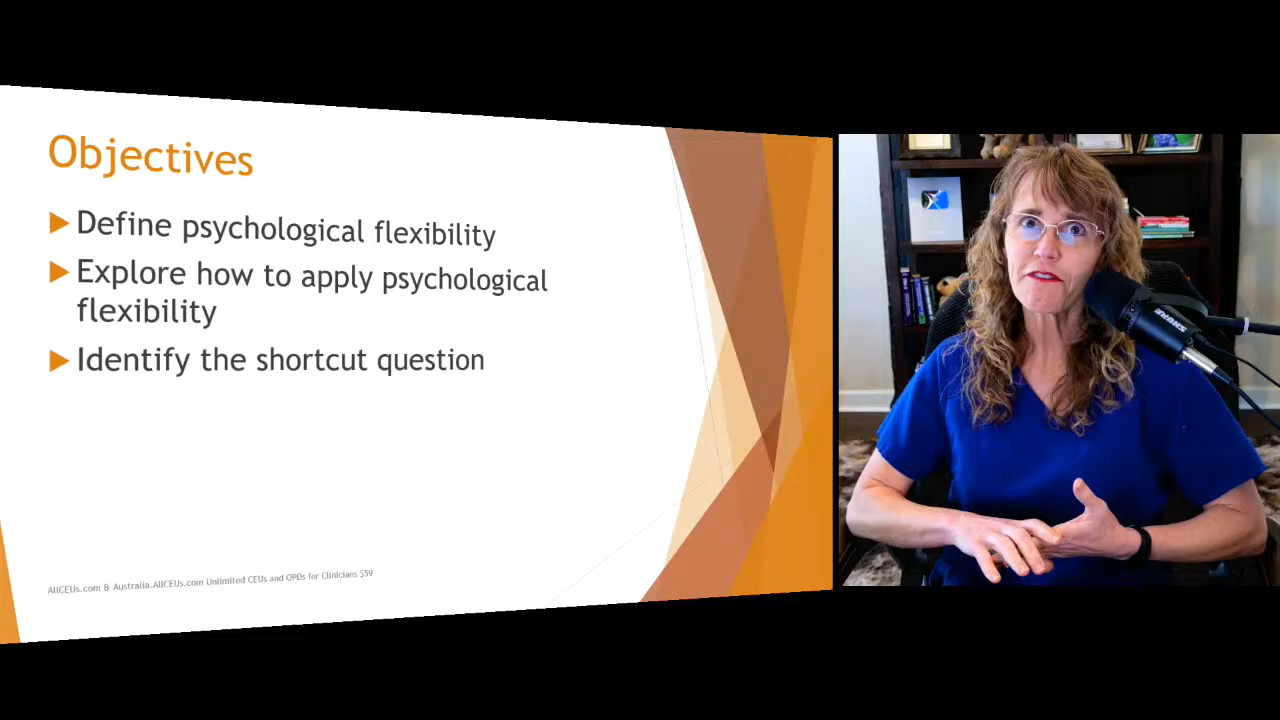 Objectives
Define psychological flexibility
Explore how to apply psychological
flexibility
Identify the shortcut question
AllCEUs.com & Australia.AllCEUs.com Unlimited CEUs and OPDs for Clinicians $59
SHURE